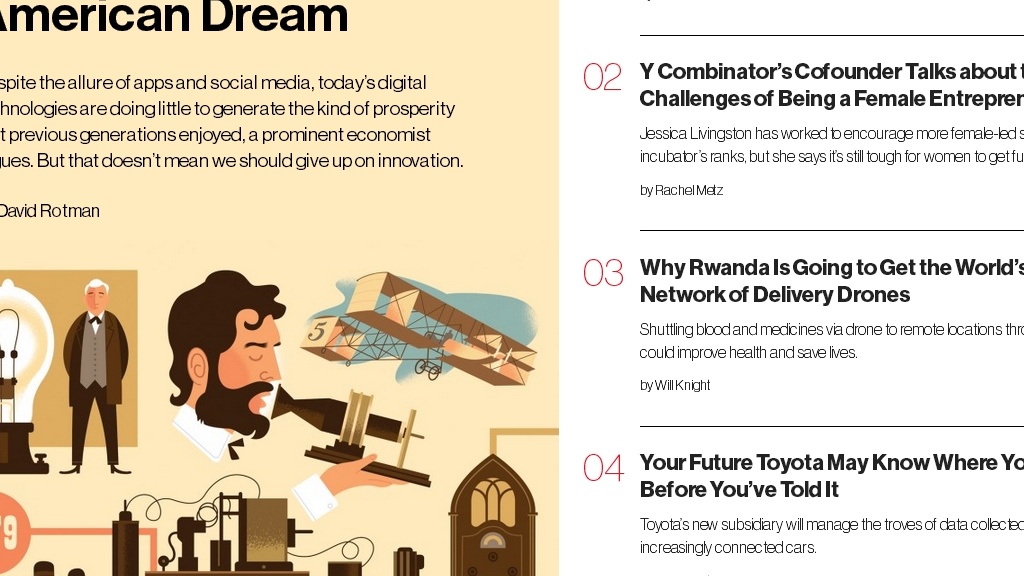 American Dream
spite the allure of apps and social media, today's digital
hnologies are doing little to generate the kind of prosperity
t previous generations enjoyed, a prominent economist
gues. But that doesn't mean we should give up on innovation.
David Rotman
5
79
02
Y Combinator's Cofounder Talks about t
Challenges of Being a Female Entrepren
Jessica Livingston has worked to encourage more female-led s
incubator's ranks, but she says it's still tough for women to get fu
by Rachel Metz
03
Why Rwanda Is Going to Get the World's
Network of Delivery Drones
Shuttling blood and medicines via drone to remote locations thro
could improve health and save lives.
by Will Knight
04
Your Future Toyota May Know Where Yo
Before You've Told It
Toyota's new subsidiary will manage the troves of data collected
increasingly connected cars.